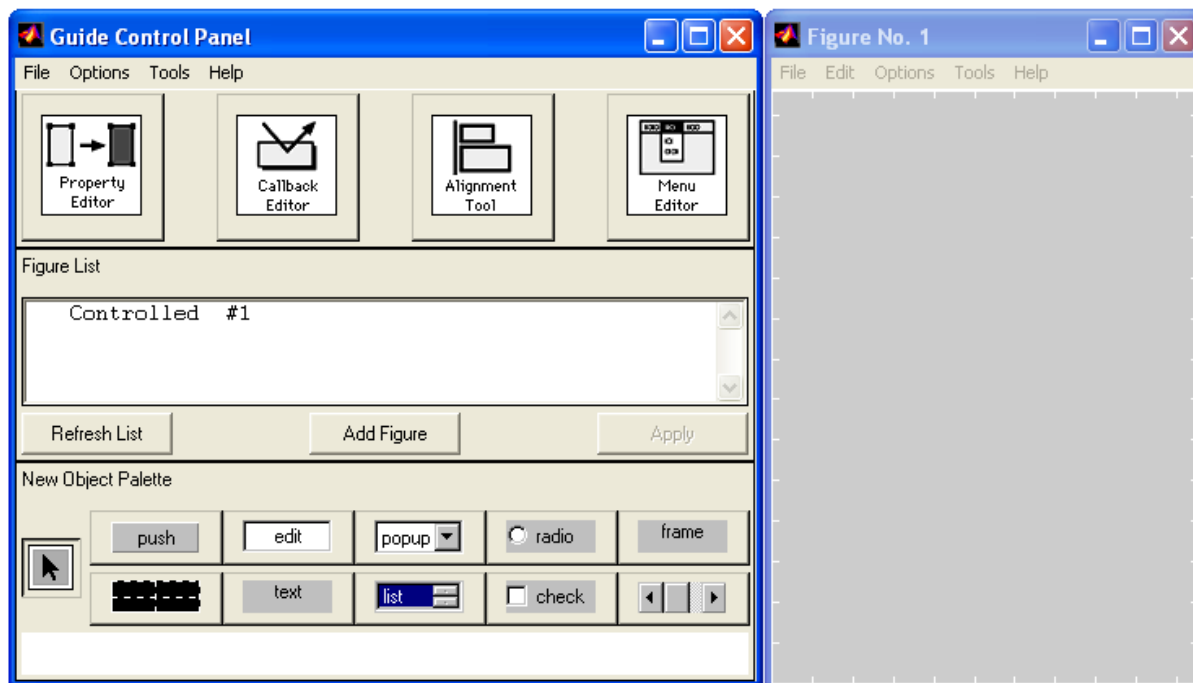 Guide Control Panel
File Options Tools Help
Property
Editor
Callback
Editor
Alignment
Tool
Menu
Editor
Figure List
Controlled #1
Refresh List
Add Figure
Apply
New Object Palette
push
edit
popup
radio
frame
text
list
check
Figure No. 1
File Edit Options Tools Help